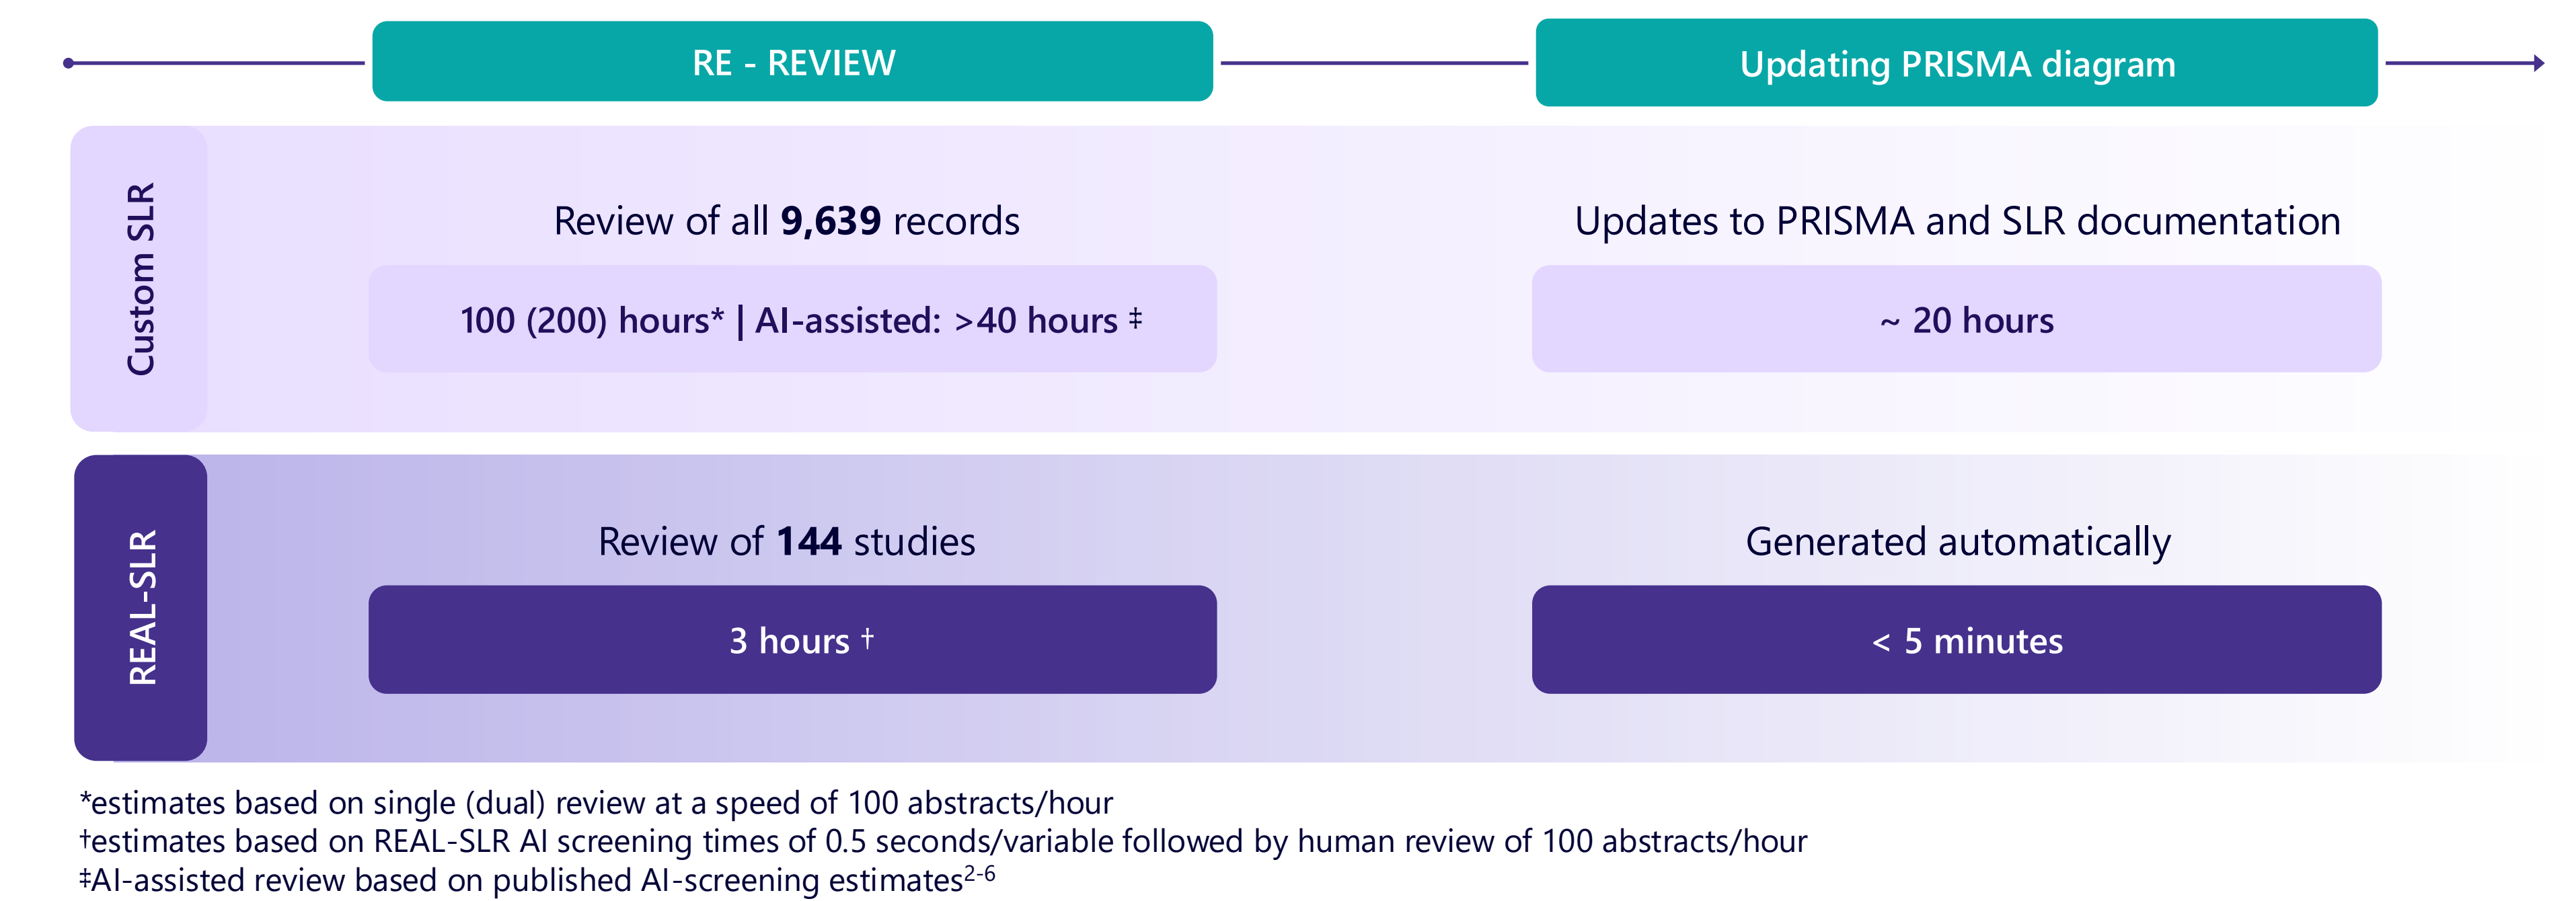 RE - REVIEW
Updating PRISMA diagram
Custom SLR
Review of all 9,639 records
Updates to PRISMA and SLR documentation
100 (200) hours* | AI-assisted: >40 hours ‡
~ 20 hours
REAL-SLR
Review of 144 studies
Generated automatically
3 hours †
< 5 minutes
*estimates based on single (dual) review at a speed of 100 abstracts/hour
†estimates based on REAL-SLR AI screening times of 0.5 seconds/variable followed by human review of 100 abstracts/hour
‡AI-assisted review based on published AI-screening estimates2-6